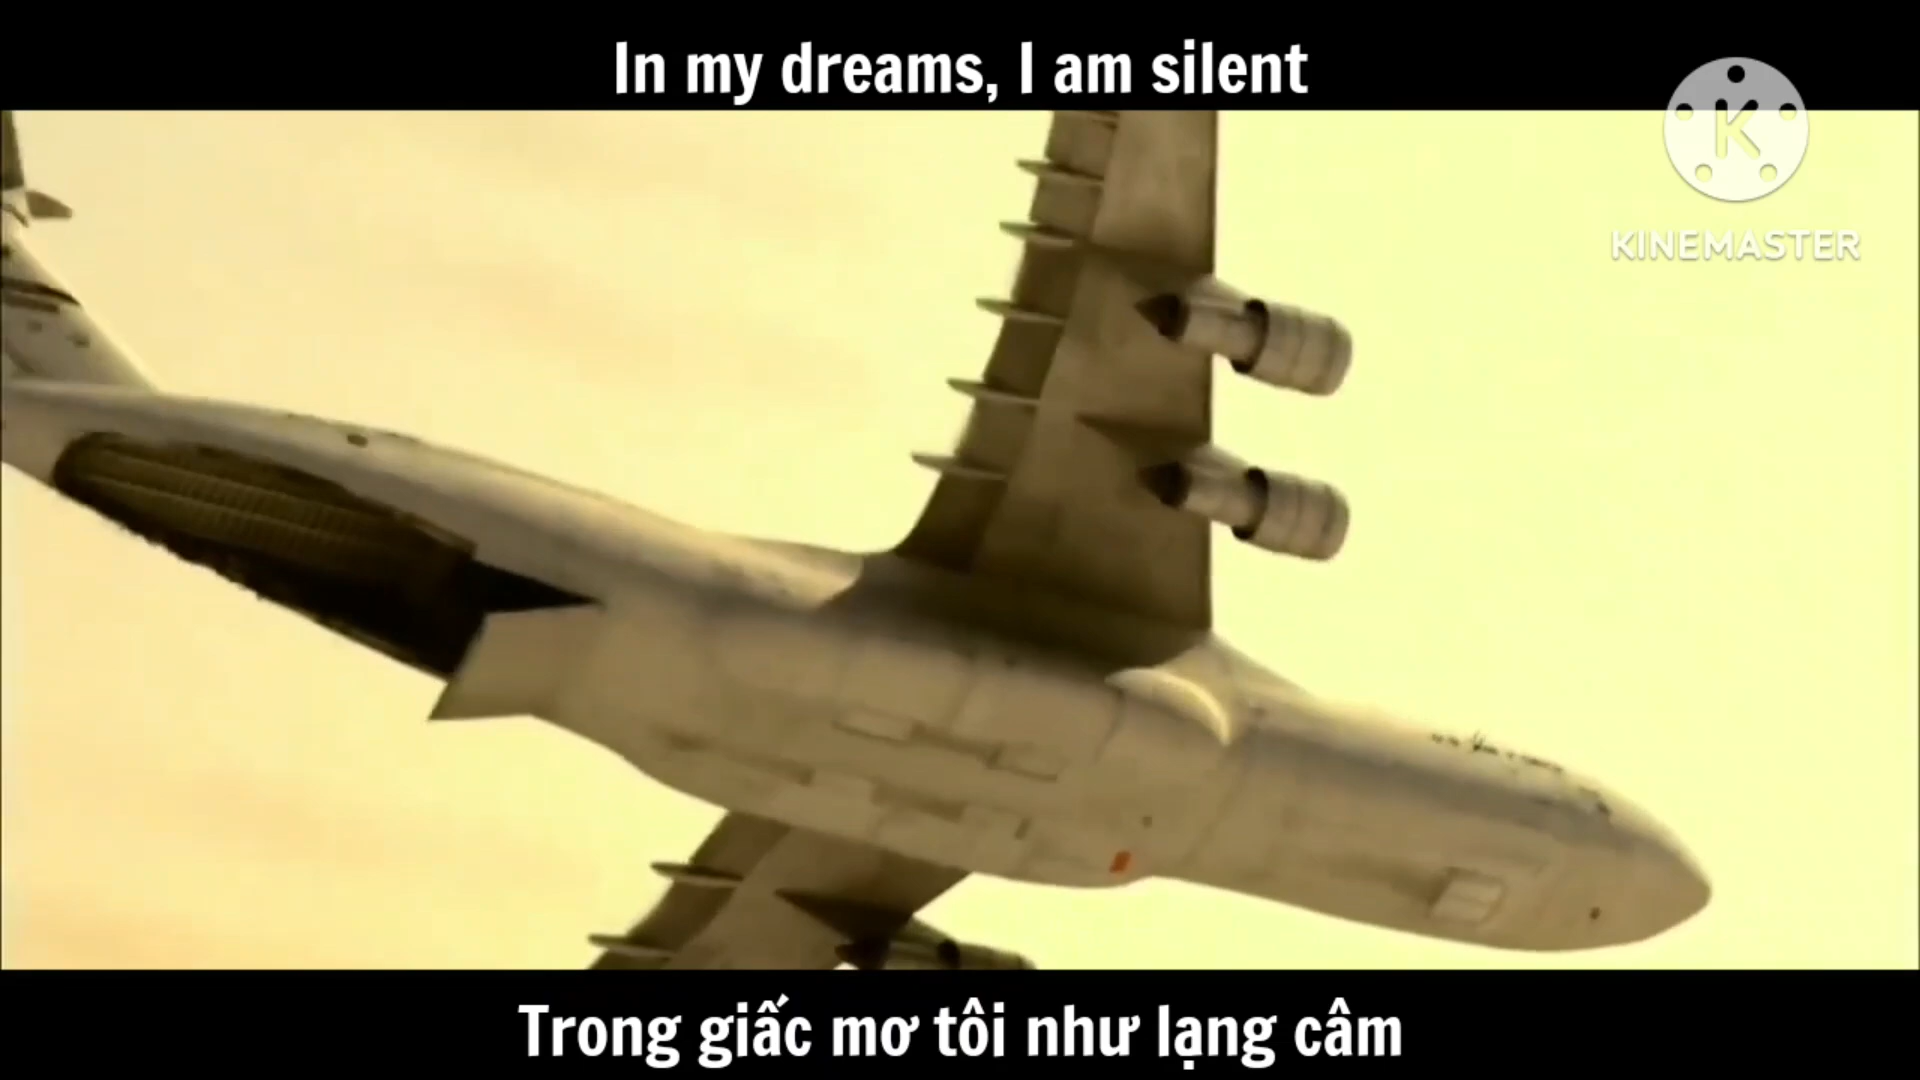 In my dreams, I am silent
K
KINEMASTER
Trong giấc mơ tôi như lạng câm